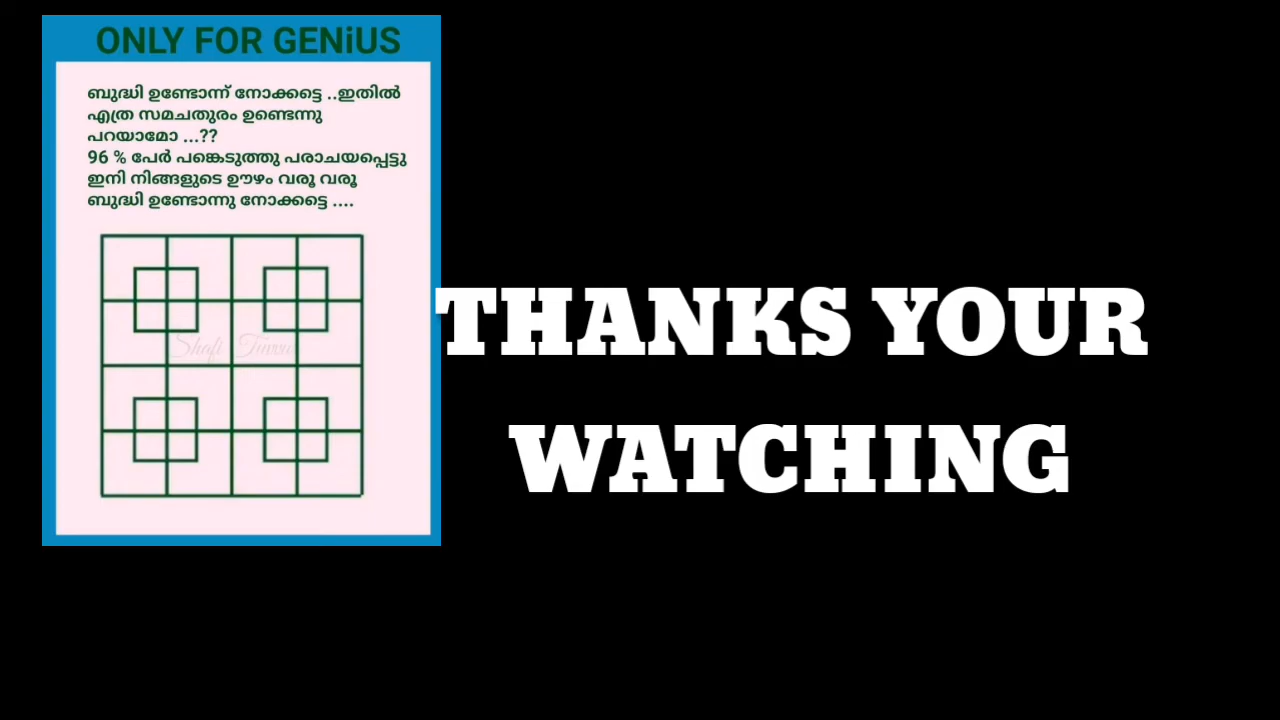 ONLY FOR GENiUS
ബുദ്ധി ഉണ്ടോന്ന് നോക്കട്ടെ ..ഇതിൽ
എത്ര സമചതുരം ഉണ്ടെന്നു
പറയാമോ ...??
96 % പേർ പങ്കെടുത്തു പരാചയപ്പെട്ടു
ഇനി നിങ്ങളുടെ ഊഴം വരൂ വരൂ
ബുദ്ധി ഉണ്ടോന്നു നോക്കട്ടെ ....
Shafi
THANKS YOUR
WATCHING